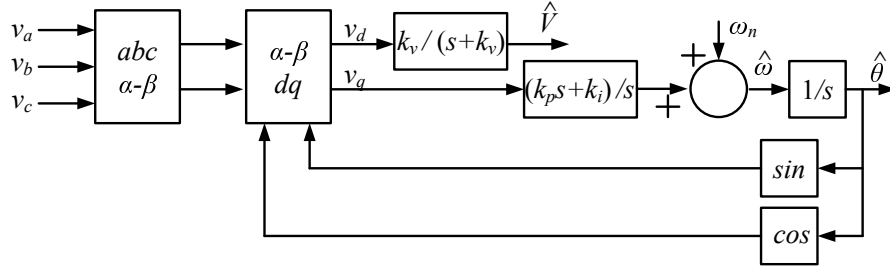 v_a
v_b
v_c
abc
α-β
α-β
dq
v_d
v_q
k_v / (s+k_v)
V̂
(k_p s+k_i)/s
+
+
ω_n
ω̂
1/s
θ̂
sin
cos